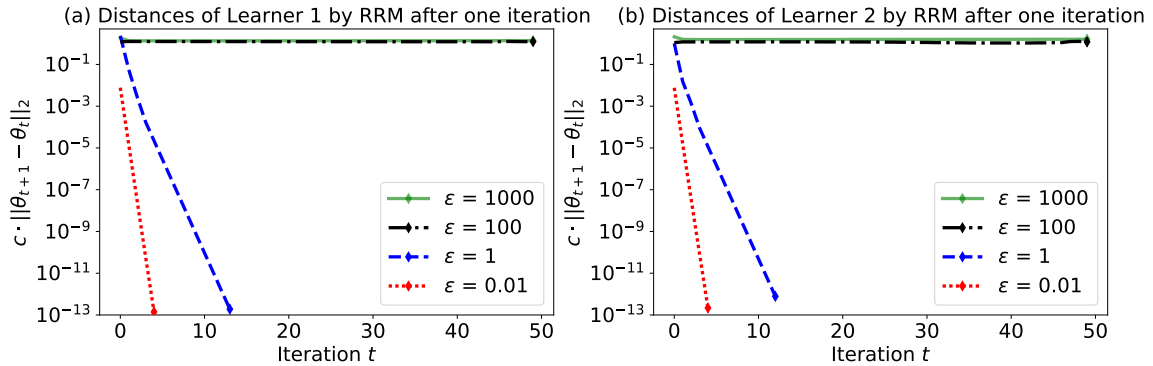 (a) Distances of Learner 1 by RRM after one iteration
c · ||θ_{t+1} − θ_t||_2
10^{−1}
10^{−3}
10^{−5}
10^{−7}
10^{−9}
10^{−11}
10^{−13}
ε = 1000
ε = 100
ε = 1
ε = 0.01
0 10 20 30 40 50
Iteration t
(b) Distances of Learner 2 by RRM after one iteration
c · ||θ_{t+1} − θ_t||_2
10^{−1}
10^{−3}
10^{−5}
10^{−7}
10^{−9}
10^{−11}
10^{−13}
ε = 1000
ε = 100
ε = 1
ε = 0.01
0 10 20 30 40 50
Iteration t